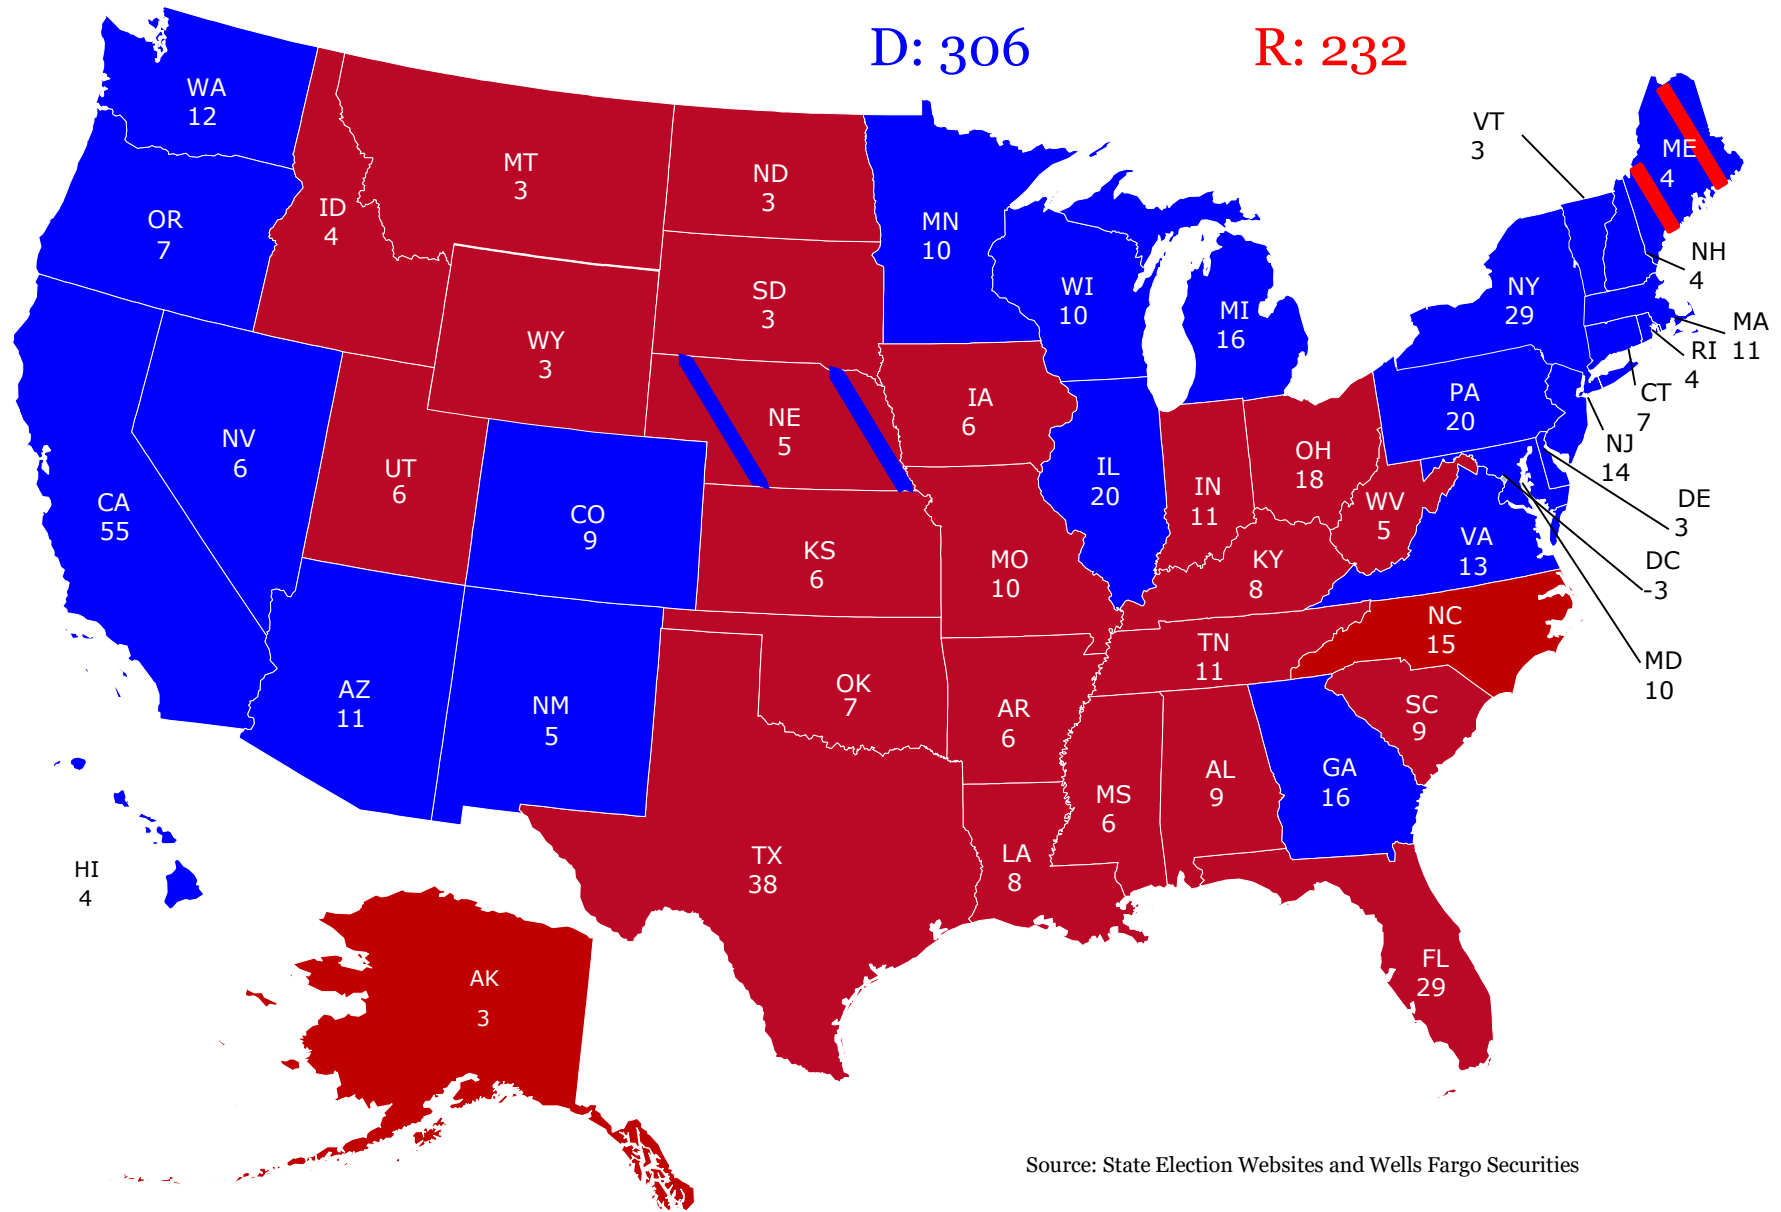 D: 306
R: 232
WA
12
OR
7
CA
55
NV
6
ID
4
MT
3
WY
3
UT
6
CO
9
AZ
11
NM
5
ND
3
SD
3
NE
5
KS
6
OK
7
TX
38
MN
10
IA
6
MO
10
AR
6
LA
8
WI
10
IL
20
MI
16
IN
11
OH
18
KY
8
TN
11
MS
6
AL
9
GA
16
FL
29
SC
9
NC
15
VA
13
WV
5
PA
20
NY
29
VT
3
ME
4
NH
4
MA
11
RI
4
CT
7
NJ
14
DE
3
DC
-3
MD
10
HI
4
AK
3
Source: State Election Websites and Wells Fargo Securities